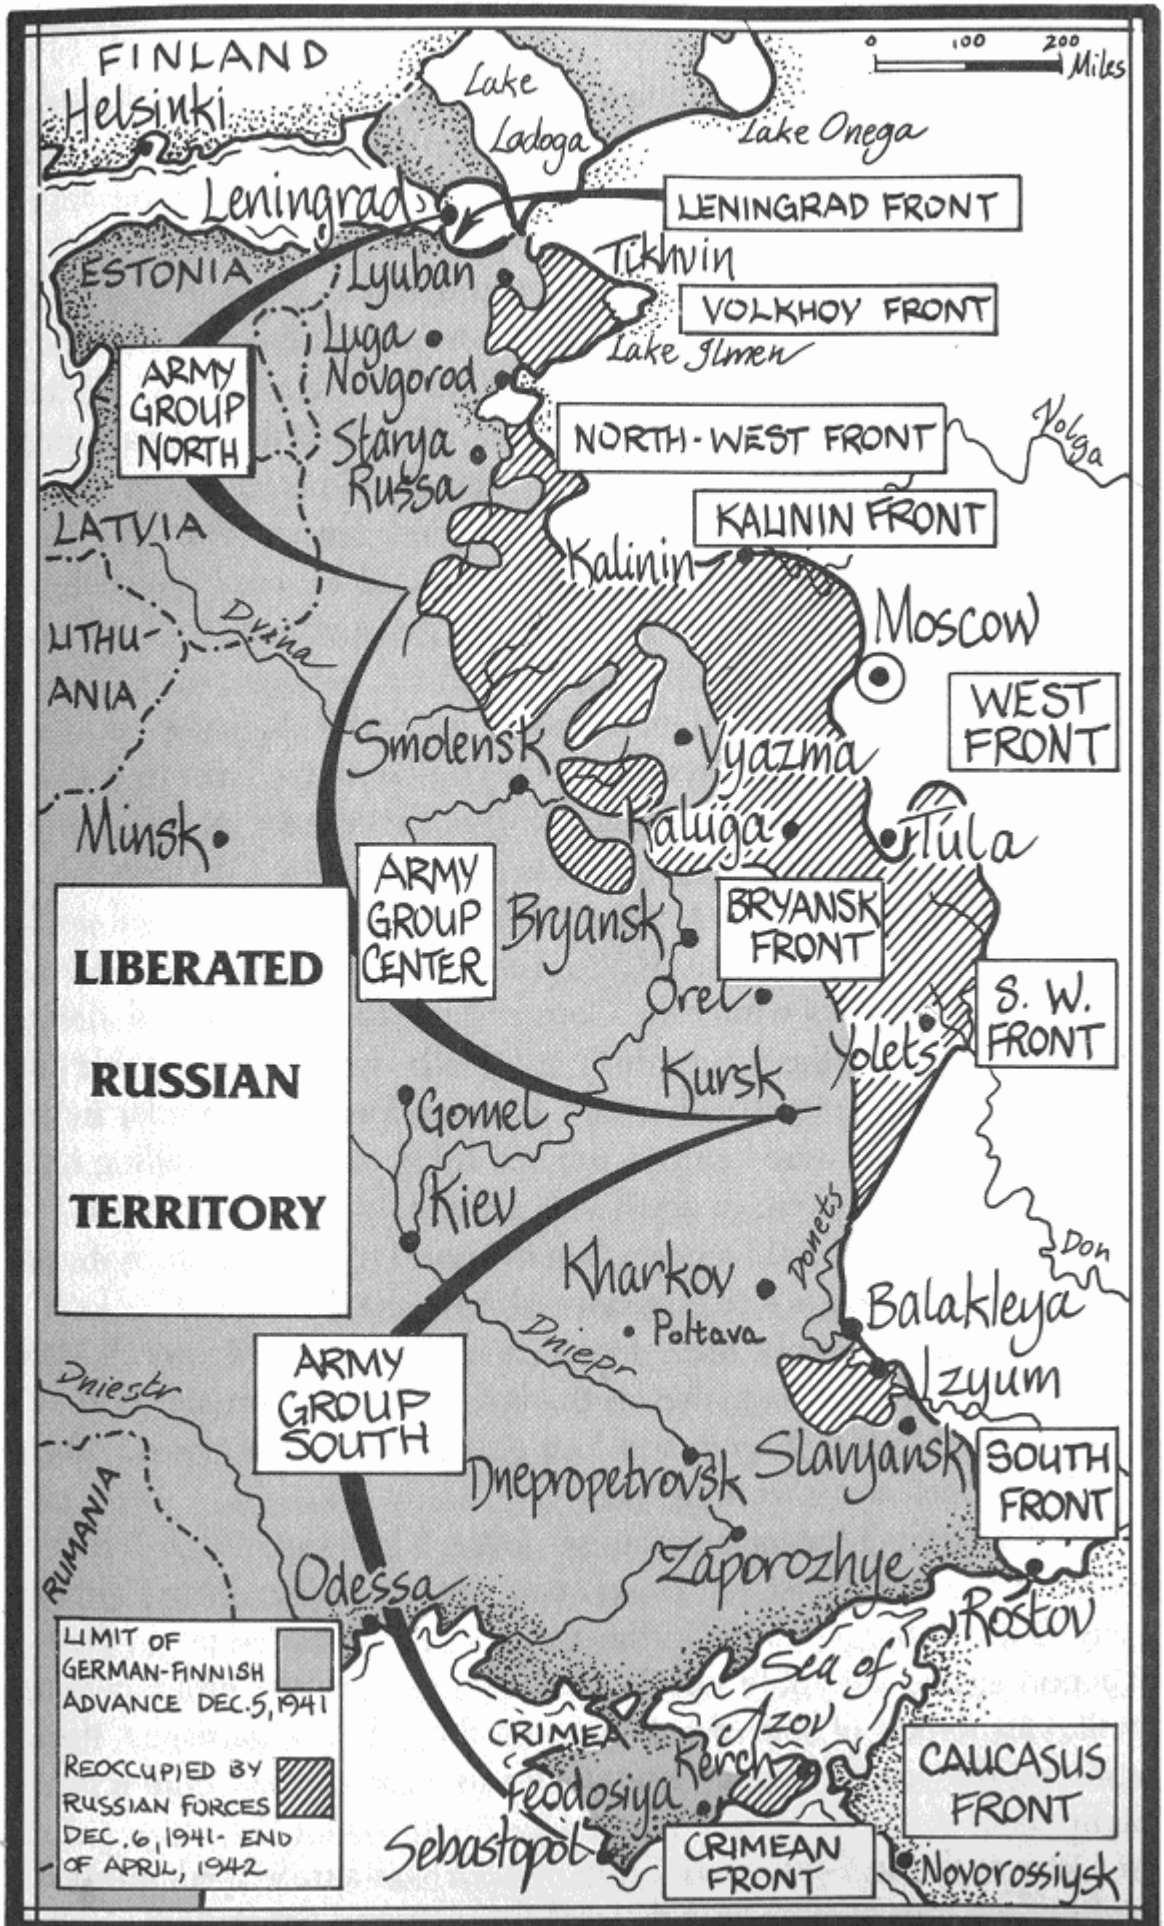 FINLAND
Helsinki
Lake
Ladoga
0 100 200
Miles
Lake Onega
Leningrad
LENINGRAD FRONT
ESTONIA
Lyuban
Tikhvin
VOLKHOY FRONT
Luga
Lake Ilmen
Novgorod
ARMY
GROUP
NORTH
Starya
Russa
NORTH-WEST FRONT
Volga
KALININ FRONT
LATVIA
Kalinin
Dvina
LITHU-
ANIA
Moscow
WEST
FRONT
Smolensk
Vyazma
Minsk
Kaluga
Tula
ARMY
GROUP
CENTER
Bryansk
BRYANSK
FRONT
LIBERATED
RUSSIAN
TERRITORY
Orel
Yolets
S. W.
FRONT
Kursk
Gomel
Kiev
Donets
Don
Kharkov
Poltava
Balakleya
Dniepr
Izyum
ARMY
GROUP
SOUTH
Dniestr
Slavyansk
Dnepropetrovsk
SOUTH
FRONT
RUMANIA
Zaporozhye
Odessa
Rostov
LIMIT OF
GERMAN-FINNISH
ADVANCE DEC.5,1941
REOCCUPIED BY
RUSSIAN FORCES
DEC.6,1941- END
OF APRIL, 1942
Sea of
Azov
CRIMEA
Kerch
Feodosiya
Sebastopol
CAUCASUS
FRONT
CRIMEAN
FRONT
Novorossiysk